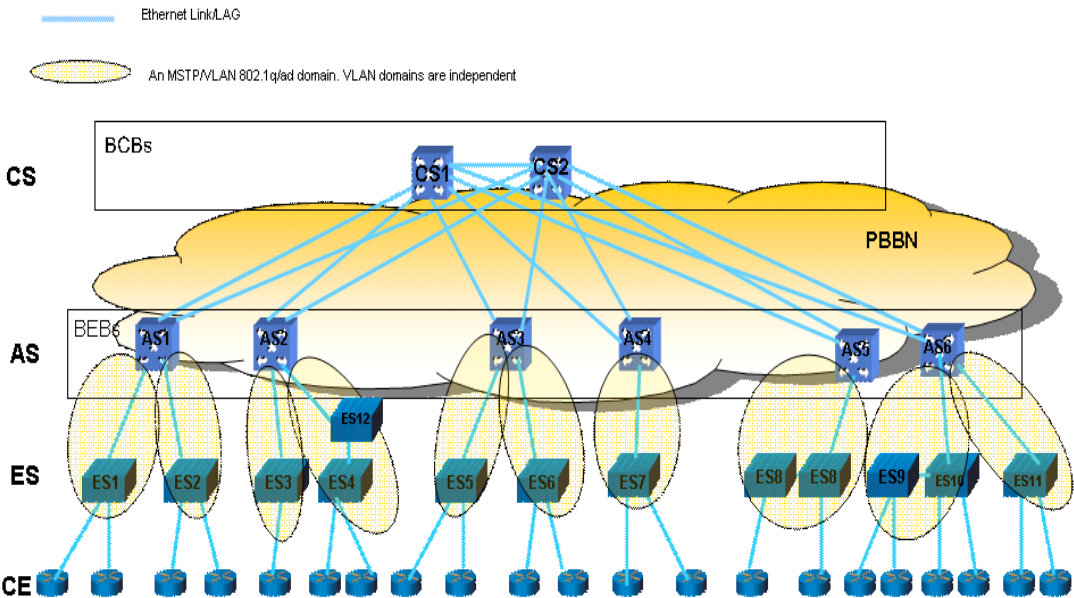 Ethernet Link/LAG
An MSTP/VLAN 802.1q/ad domain. VLAN domains are independent
BCBs
CS
CS1
CS2
PBBN
BEBs
AS
AS1
AS2
AS3
AS4
AS5
AS6
ES12
ES
ES1
ES2
ES3
ES4
ES5
ES6
ES7
ES8
ES8
ES9
ES10
ES11
CE